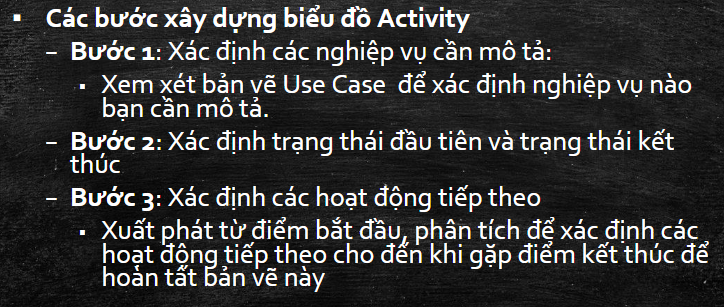 ▪ Các bước xây dựng biểu đồ Activity
– Bước 1: Xác định các nghiệp vụ cần mô tả:
▪ Xem xét bản vẽ Use Case để xác định nghiệp vụ nào
bạn cần mô tả.
– Bước 2: Xác định trạng thái đầu tiên và trạng thái kết
thúc
– Bước 3: Xác định các hoạt động tiếp theo
▪ Xuất phát từ điểm bắt đầu, phân tích để xác định các
hoạt động tiếp theo cho đến khi gặp điểm kết thúc để
hoàn tất bản vẽ này